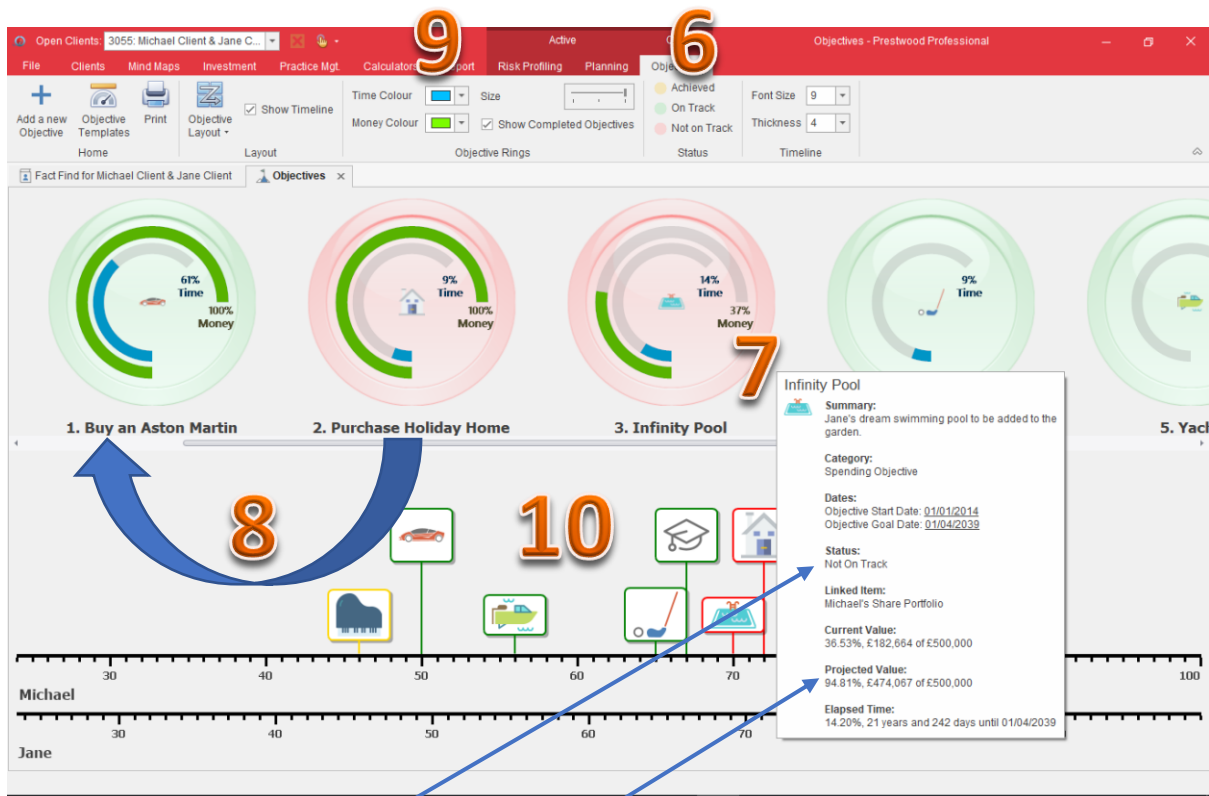 Open Clients: 3055: Michael Client & Jane C...
Active
Objectives - Prestwood Professional
9
6
File Clients Mind Maps Investment Practice Mgt. Calculators Risk Profiling Planning
Add a new Objective
Objective Templates
Print
Home
Objective Layout
Show Timeline
Layout
Time Colour
Money Colour
Size
Show Completed Objectives
Objective Rings
Achieved
On Track
Not on Track
Status
Font Size 9
Thickness 4
Timeline
Fact Find for Michael Client & Jane Client
Objectives
61%
Time
100%
Money
1. Buy an Aston Martin
9%
Time
100%
Money
2. Purchase Holiday Home
14%
Time
37%
Money
3. Infinity Pool
9%
Time
5. Yac
7
8
10
Infinity Pool
Summary:
Jane's dream swimming pool to be added to the
garden.
Category:
Spending Objective
Dates:
Objective Start Date: 01/01/2014
Objective Goal Date: 01/04/2039
Status:
Not On Track
Linked Item:
Michael's Share Portfolio
Current Value:
36.53%, £182,664 of £500,000
Projected Value:
94.81%, £474,067 of £500,000
Elapsed Time:
14.20%, 21 years and 242 days until 01/04/2039
30 40 50 60 70 100
Michael
30 40 50 60 70
Jane